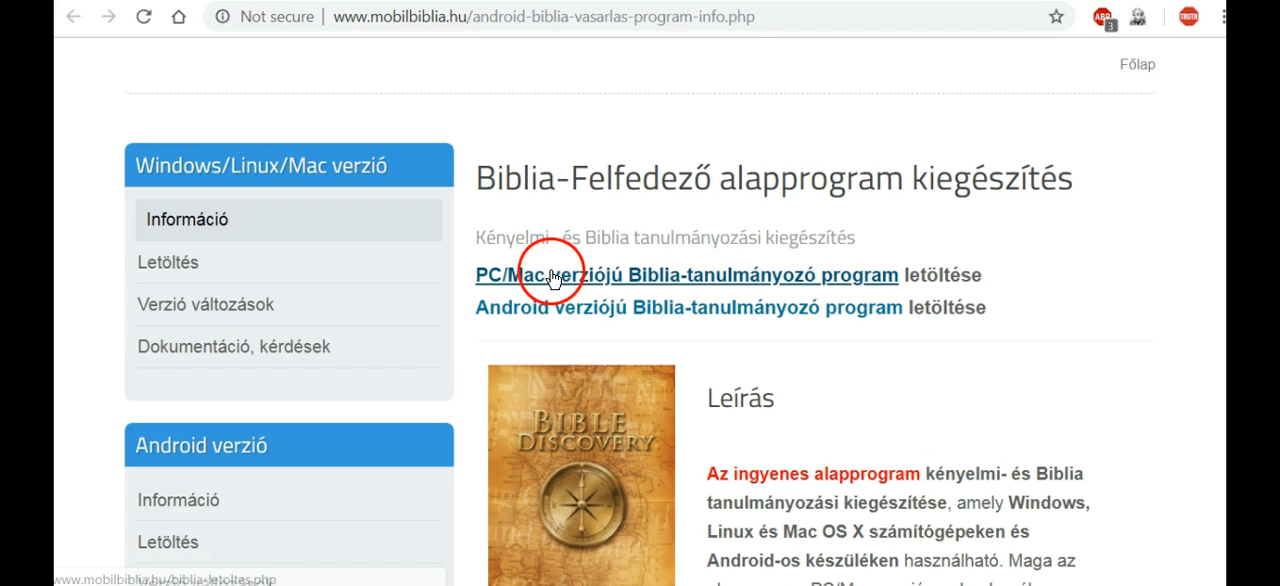 Not secure | www.mobilbiblia.hu/android-biblia-vasarlas-program-info.php
ABP
3
TRUTH
Főlap
Windows/Linux/Mac verzió
Információ
Letöltés
Verzió változások
Dokumentáció, kérdések
Android verzió
Információ
Letöltés
www.mobilbiblia.hu/biblia-letoltes.php
Biblia-Felfedező alapprogram kiegészítés
Kényelmi- és Biblia tanulmányozási kiegészítés
PC/Mac verziójú Biblia-tanulmányozó program letöltése
Android verziójú Biblia-tanulmányozó program letöltése
BIBLE
DISCOVERY
Leírás
Az ingyenes alapprogram kényelmi- és Biblia
tanulmányozási kiegészítése, amely Windows,
Linux és Mac OS X számítógépeken és
Android-os készüléken használható. Maga az